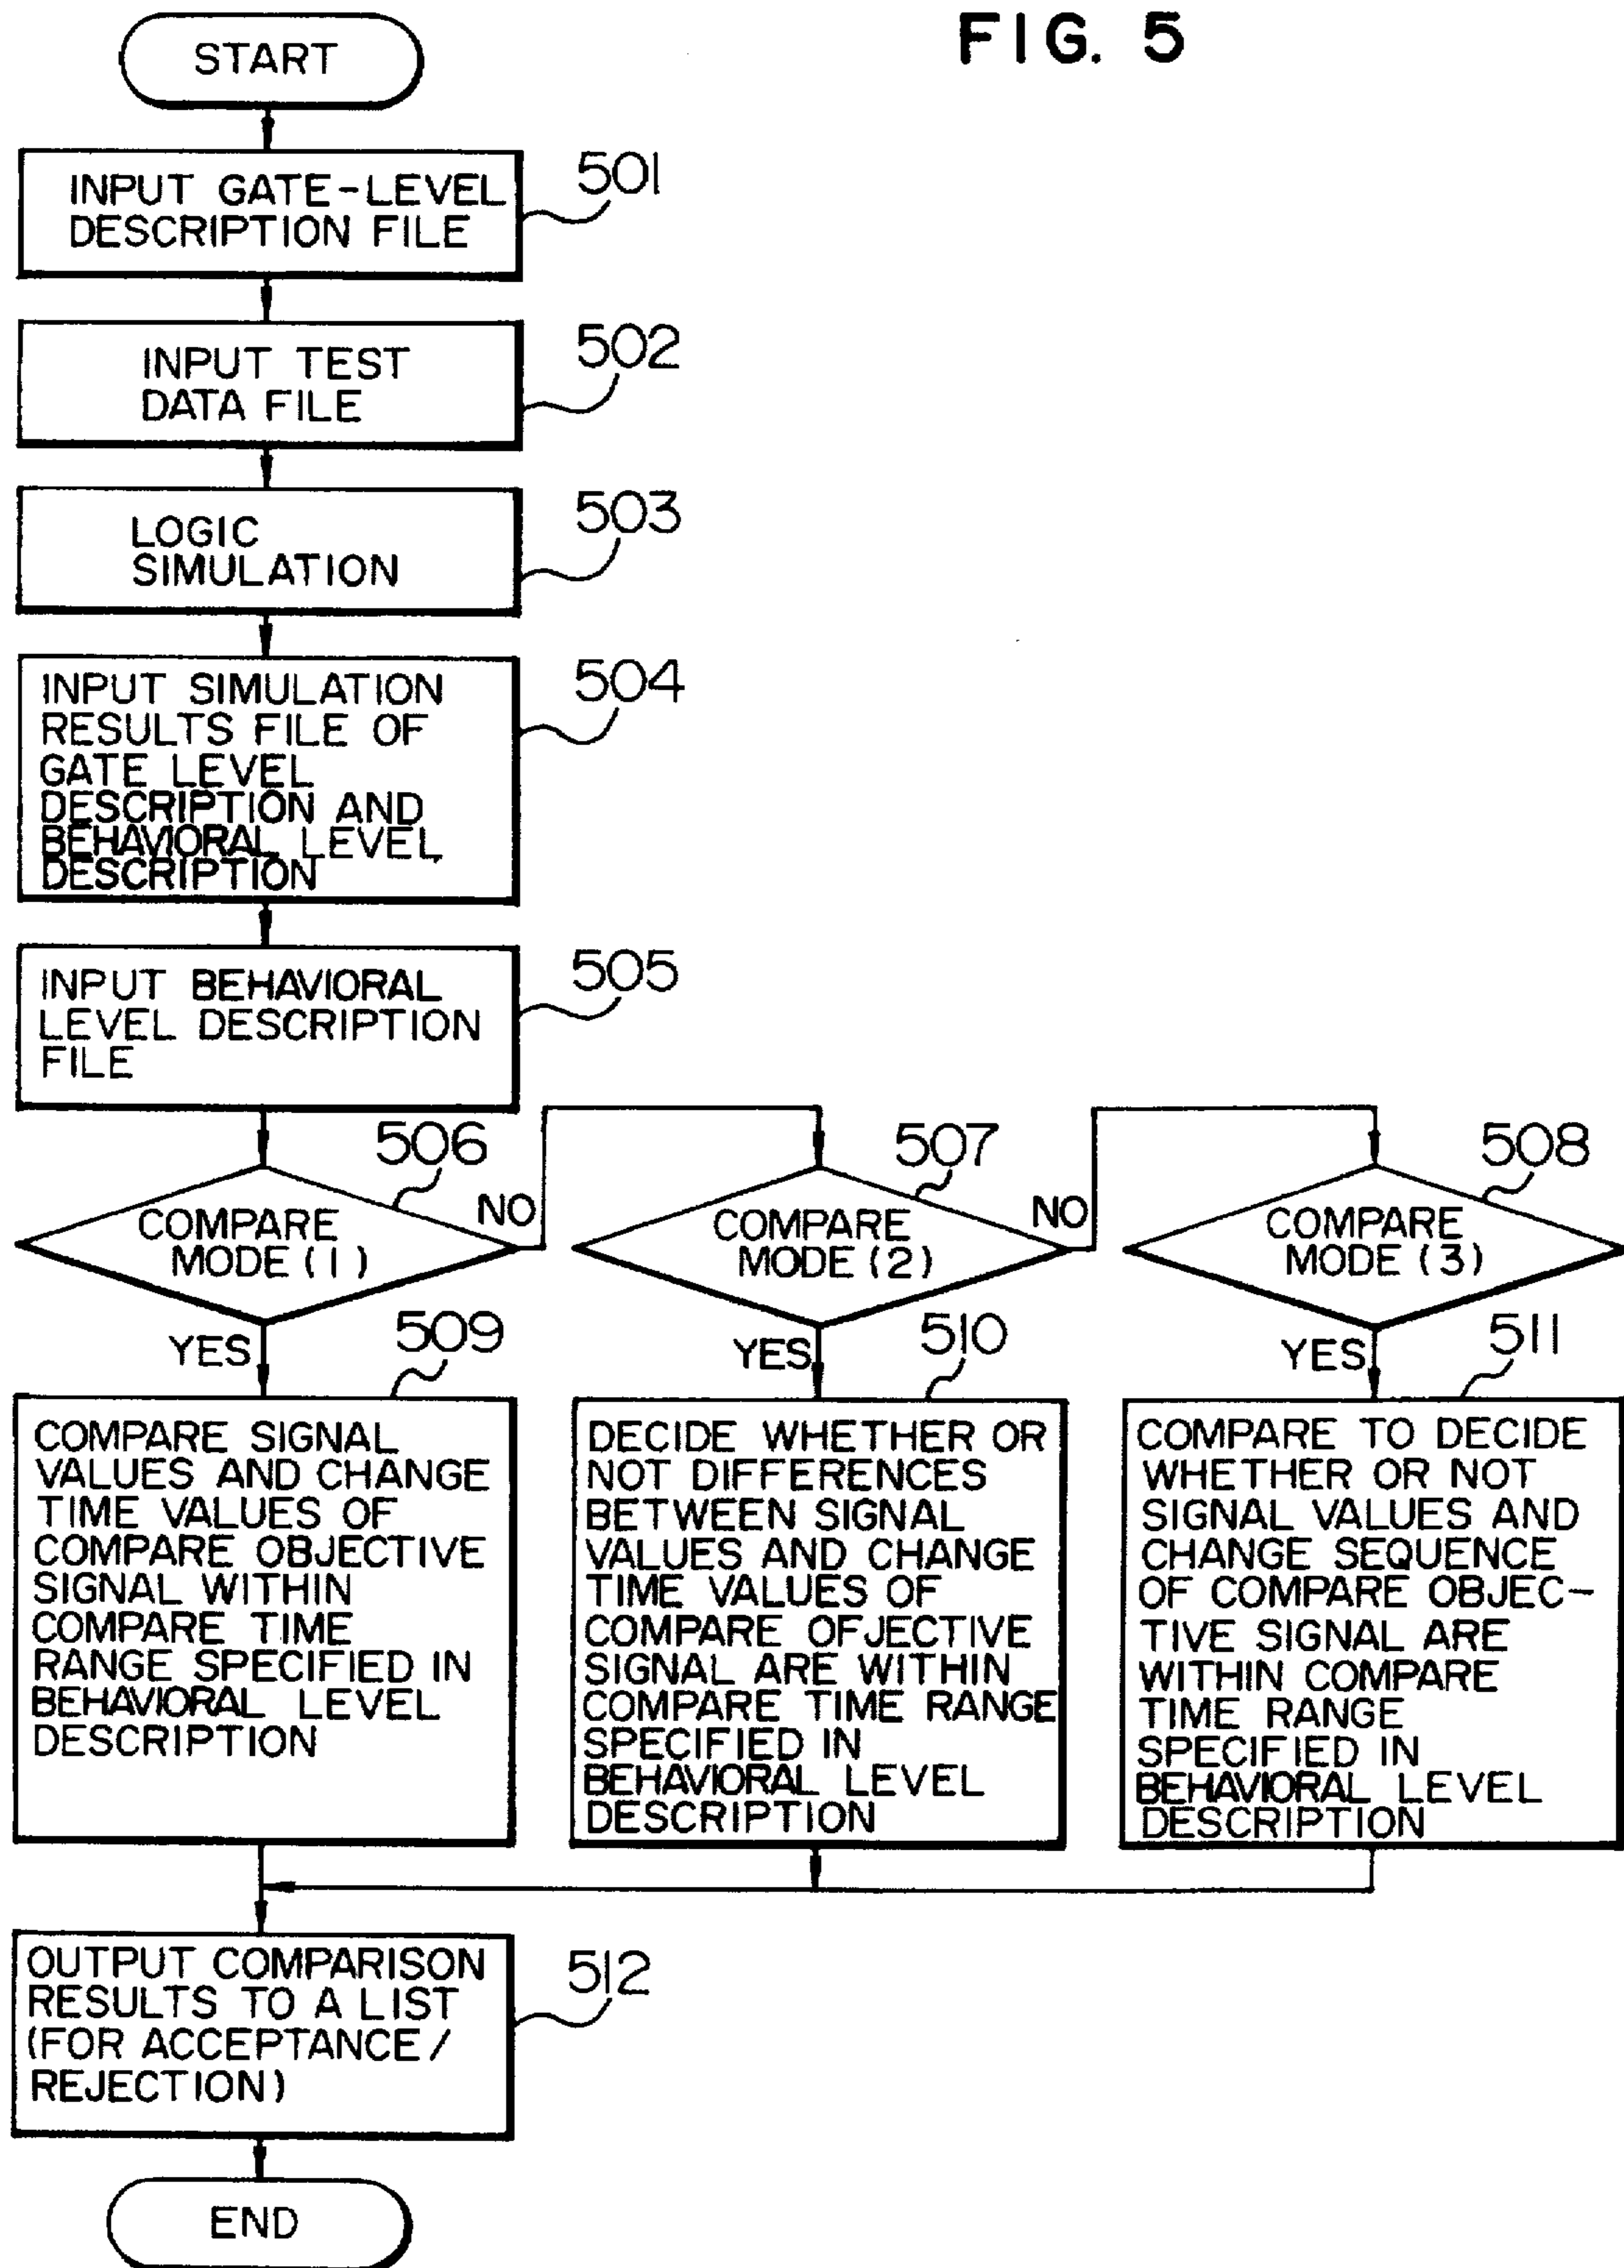 FIG. 5
START
INPUT GATE-LEVEL
DESCRIPTION FILE
501
INPUT TEST
DATA FILE
502
LOGIC
SIMULATION
503
INPUT SIMULATION
RESULTS FILE OF
GATE LEVEL
DESCRIPTION AND
BEHAVIORAL LEVEL
DESCRIPTION
504
INPUT BEHAVIORAL
LEVEL DESCRIPTION
FILE
505
506
COMPARE
MODE (1)
NO
YES
507
COMPARE
MODE (2)
NO
YES
508
COMPARE
MODE (3)
YES
509
COMPARE SIGNAL
VALUES AND CHANGE
TIME VALUES OF
COMPARE OBJECTIVE
SIGNAL WITHIN
COMPARE TIME
RANGE SPECIFIED IN
BEHAVIORAL LEVEL
DESCRIPTION
510
DECIDE WHETHER OR
NOT DIFFERENCES
BETWEEN SIGNAL
VALUES AND CHANGE
TIME VALUES OF
COMPARE OFJECTIVE
SIGNAL ARE WITHIN
COMPARE TIME RANGE
SPECIFIED IN
BEHAVIORAL LEVEL
DESCRIPTION
511
COMPARE TO DECIDE
WHETHER OR NOT
SIGNAL VALUES AND
CHANGE SEQUENCE
OF COMPARE OBJEC-
TIVE SIGNAL ARE
WITHIN COMPARE
TIME RANGE
SPECIFIED IN
BEHAVIORAL LEVEL
DESCRIPTION
OUTPUT COMPARISON
RESULTS TO A LIST
(FOR ACCEPTANCE/
REJECTION)
512
END